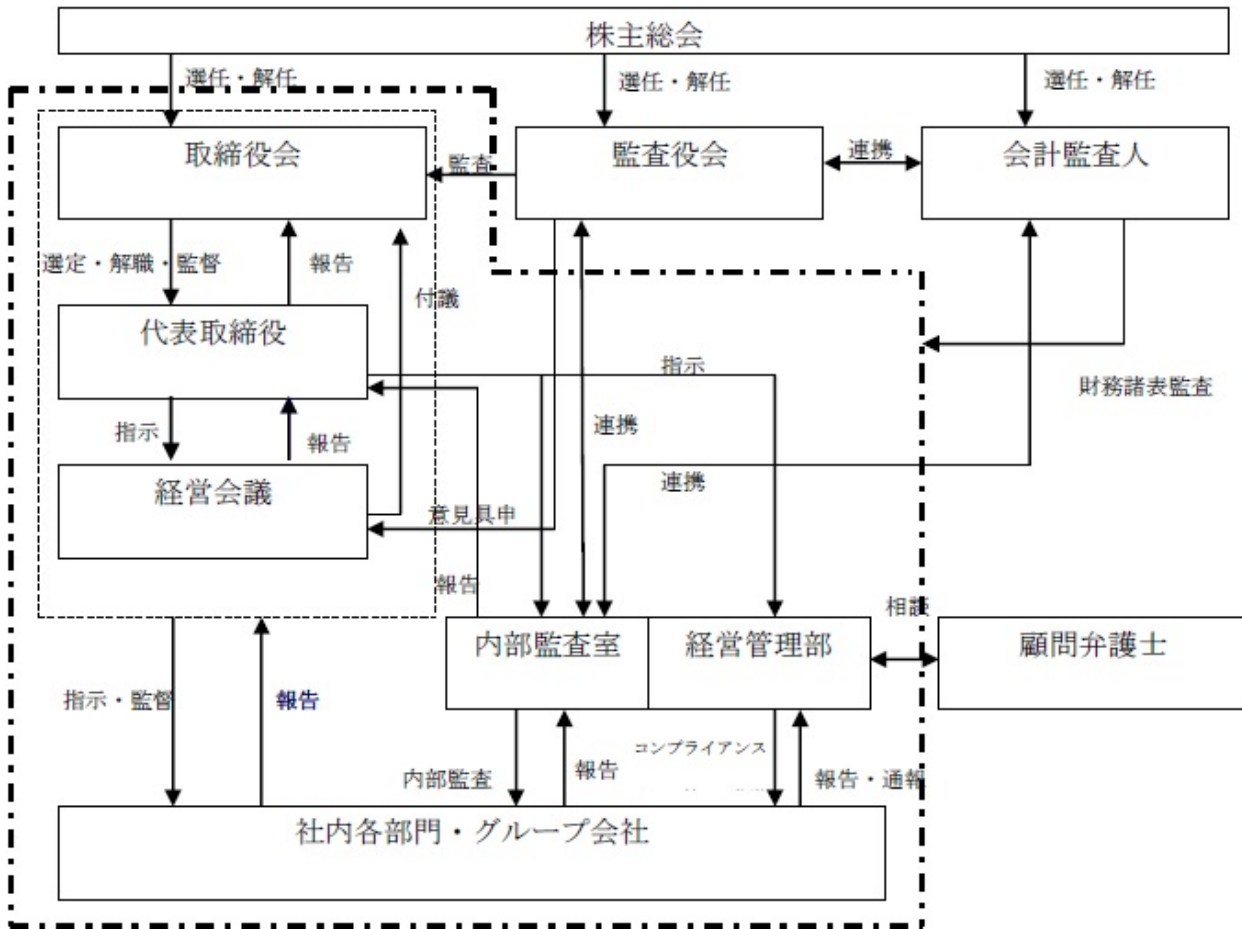 株主総会
選任・解任
選任・解任
選任・解任
取締役会
監査
監査役会
連携
会計監査人
選定・解職・監督
報告
付議
代表取締役
指示
財務諸表監査
指示
報告
連携
連携
経営会議
意見具申
報告
内部監査室
経営管理部
相談
顧問弁護士
指示・監督
報告
内部監査
報告
コンプライアンス
報告・通報
社内各部門・グループ会社